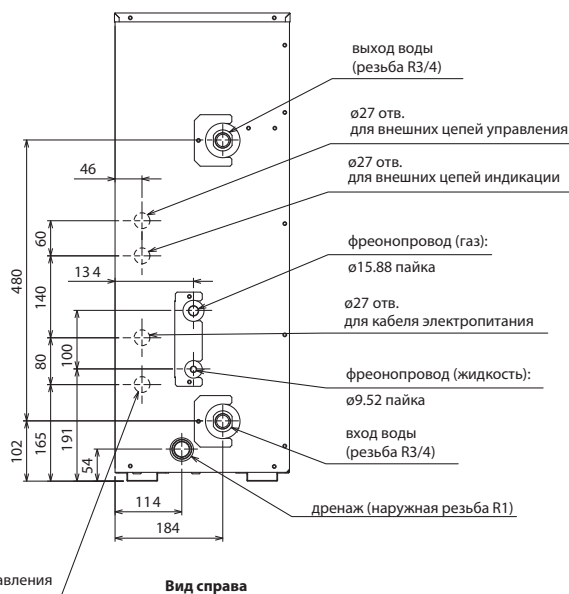 выход воды
(резьба R3/4)
ø27 отв.
для внешних цепей управления
46
ø27 отв.
для внешних цепей индикации
60
480
134
фреонопровод (газ):
ø15.88 пайка
140
ø27 отв.
для кабеля электропитания
100
80
фреонопровод (жидкость):
ø9.52 пайка
102
165
191
54
вход воды
(резьба R3/4)
114
дренаж (наружная резьба R1)
184
авления
Вид справа